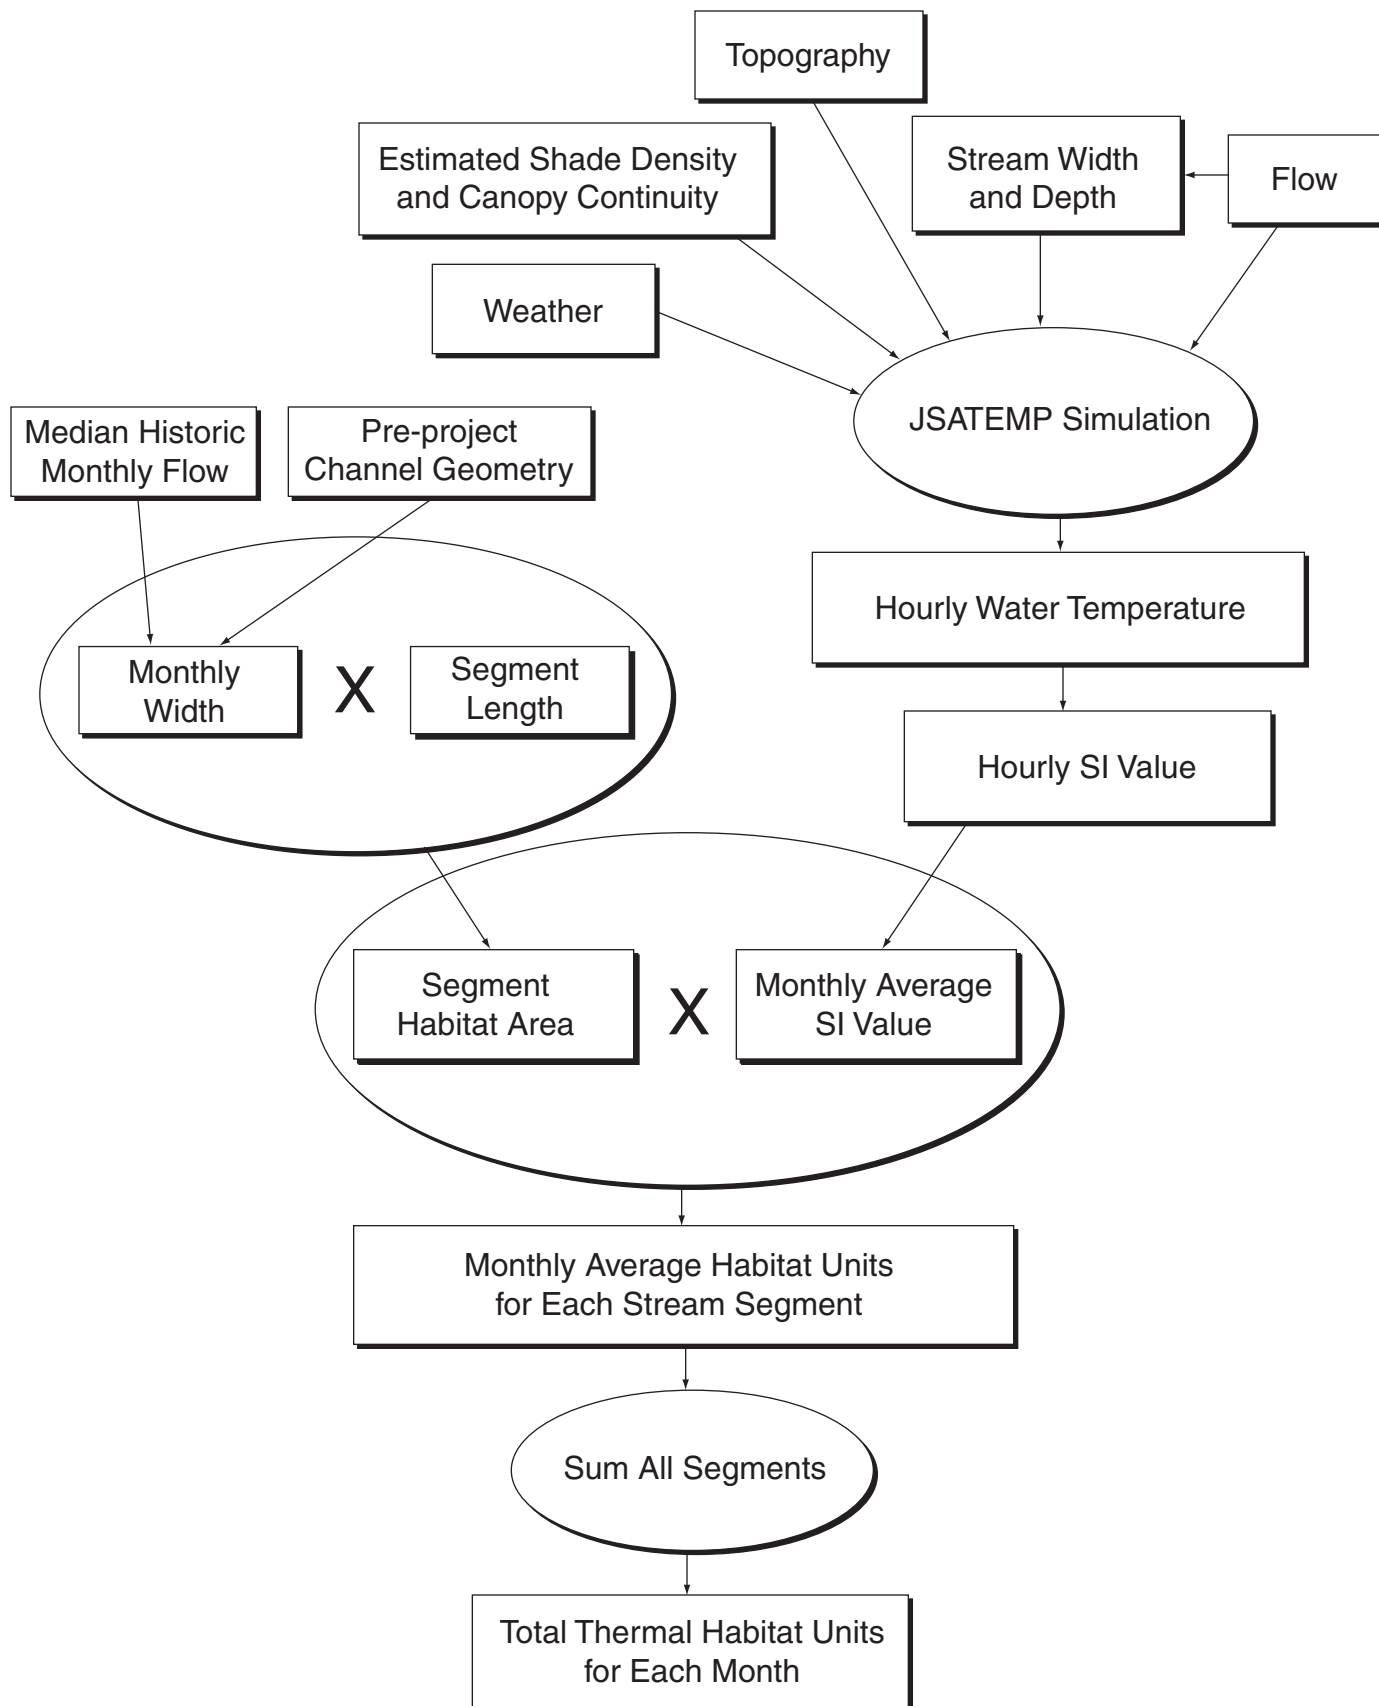 Topography
Estimated Shade Density
and Canopy Continuity
Stream Width
and Depth
Flow
Weather
JSATEMP Simulation
Median Historic
Monthly Flow
Pre-project
Channel Geometry
Hourly Water Temperature
Monthly
Width
X
Segment
Length
Hourly SI Value
Segment
Habitat Area
X
Monthly Average
SI Value
Monthly Average Habitat Units
for Each Stream Segment
Sum All Segments
Total Thermal Habitat Units
for Each Month